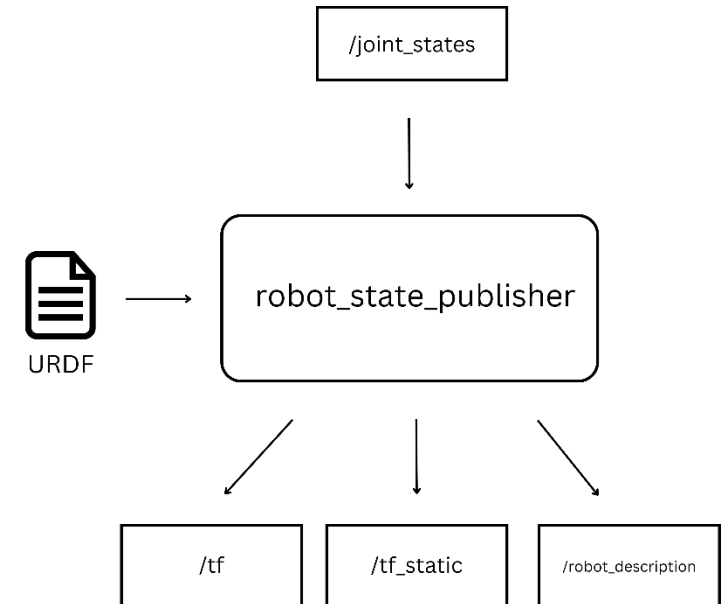 /joint_states
robot_state_publisher
URDF
/tf
/tf_static
/robot_description